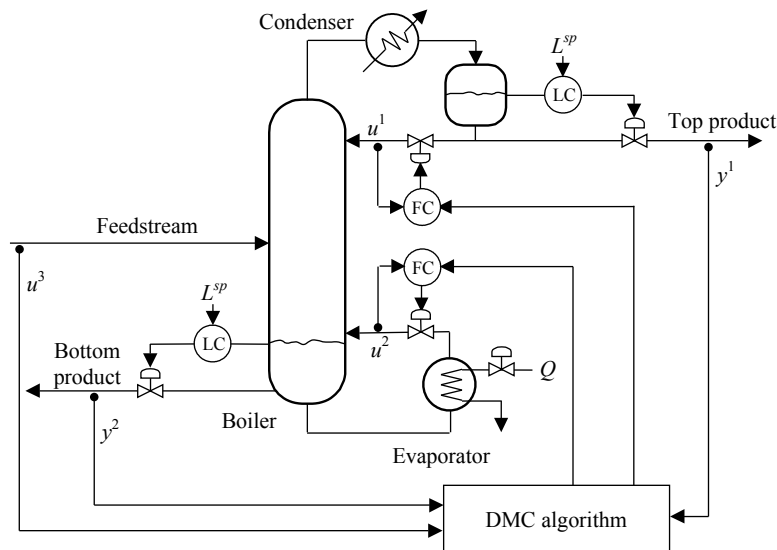 Condenser
L^sp
LC
Top product
u^1
y^1
FC
Feedstream
FC
u^3
L^sp
LC
u^2
Bottom
product
Q
Boiler
y^2
Evaporator
DMC algorithm